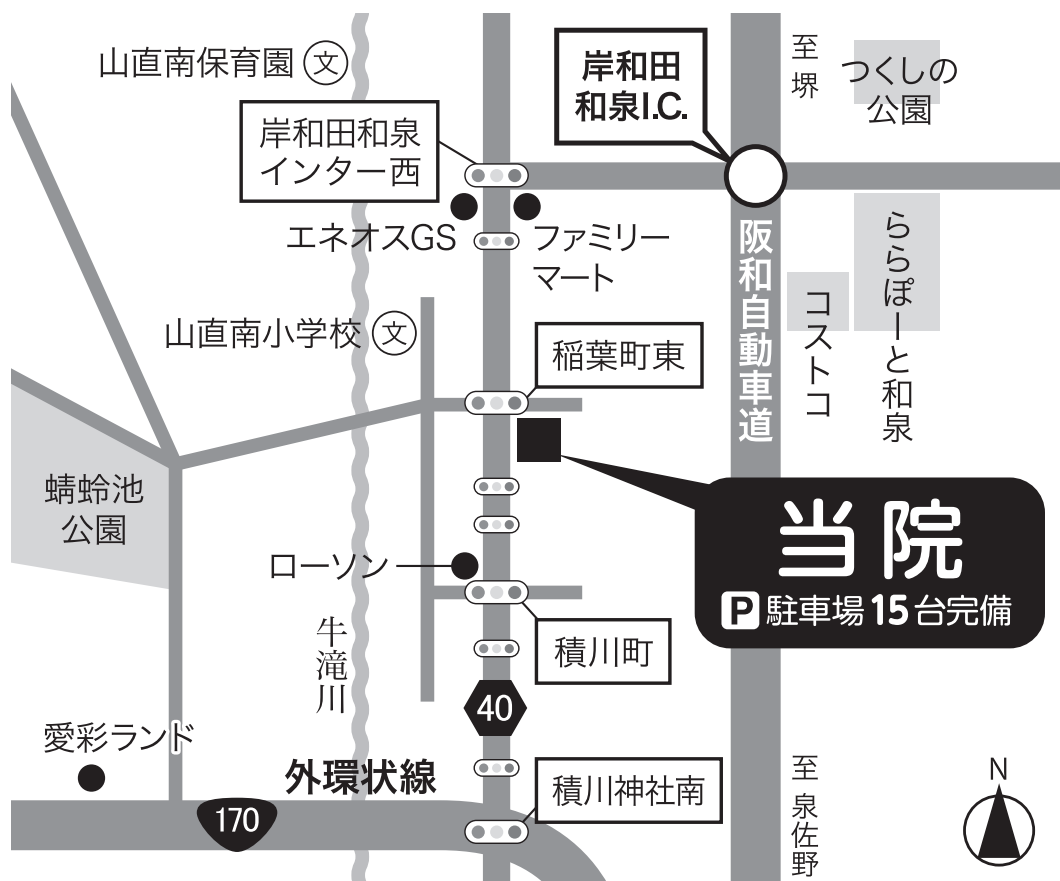 山直南保育園 文
岸和田
和泉I.C.
至堺
つくしの
公園
岸和田和泉
インター西
エネオスGS
ファミリー
マート
阪和自動車道
コストコ
ららぽーと和泉
山直南小学校 文
稲葉町東
蜻蛉池
公園
当院
P 駐車場15台完備
ローソン
牛滝川
積川町
40
愛彩ランド
外環状線
170
積川神社南
至泉佐野
N